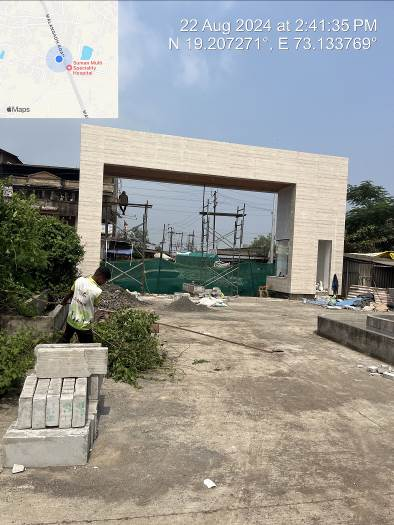 22 Aug 2024 at 2:41:35 PM
N 19.207271°, E 73.133769°
Suman Multi
Speciality
Hospital
Maps